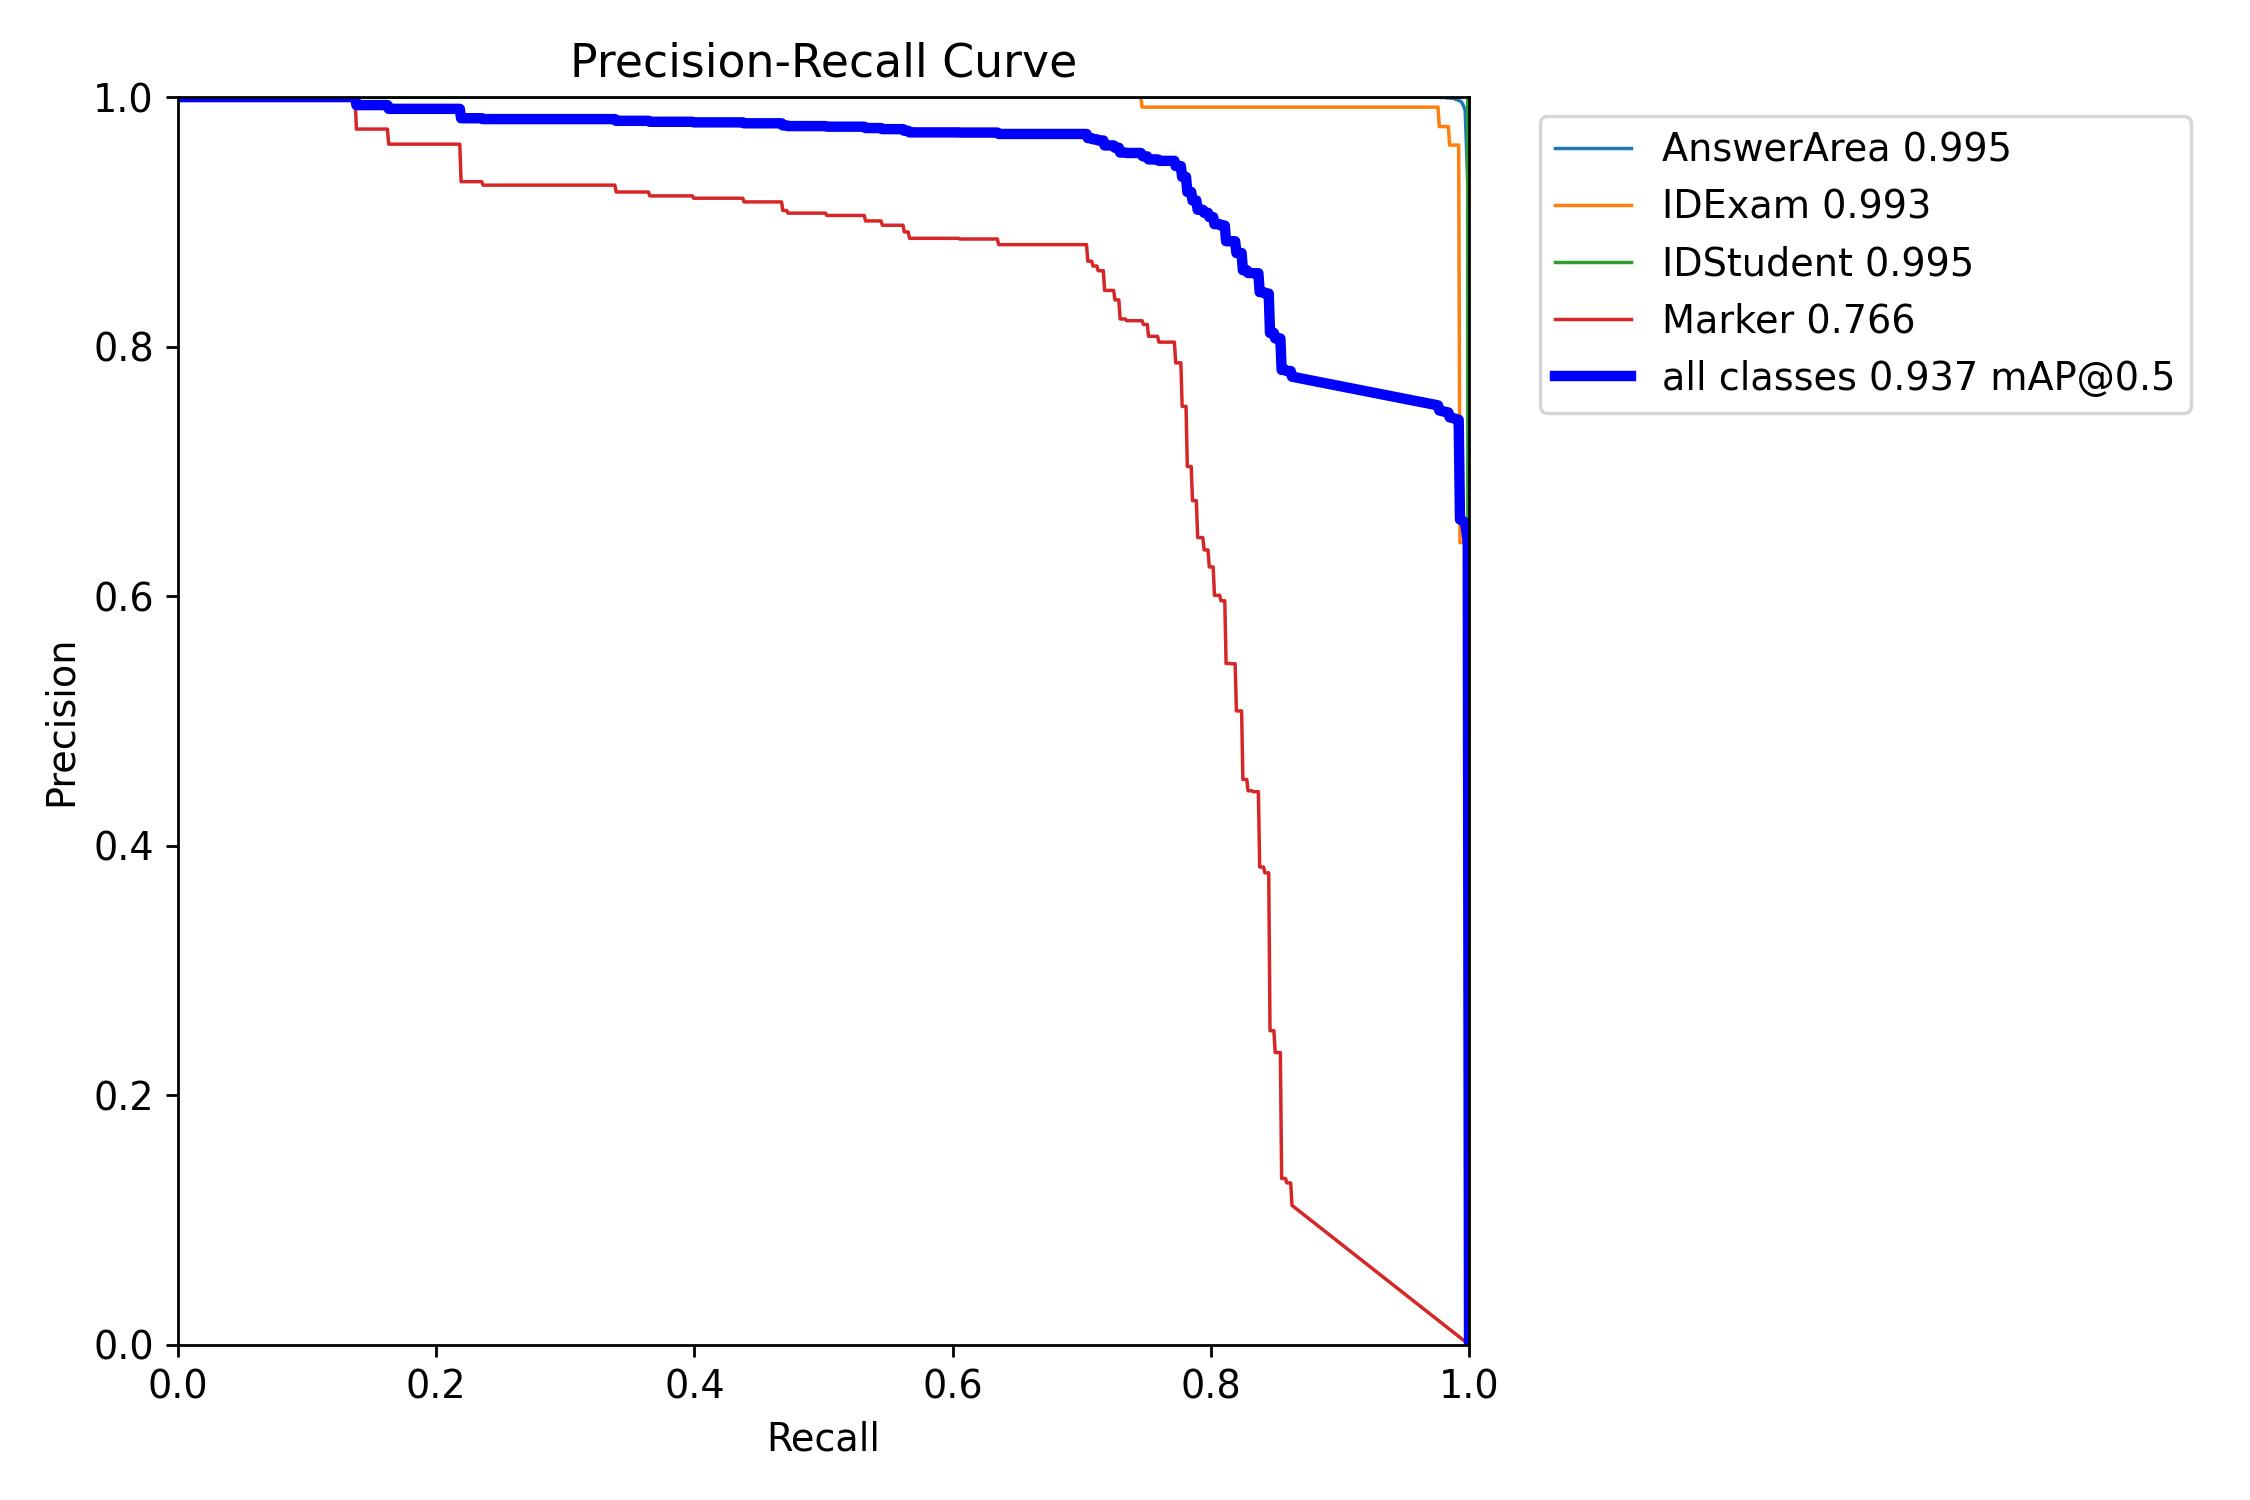 Precision-Recall Curve
1.0
0.8
0.6
0.4
0.2
0.0
Precision
0.0 0.2 0.4 0.6 0.8 1.0
Recall
AnswerArea 0.995
IDExam 0.993
IDStudent 0.995
Marker 0.766
all classes 0.937 mAP@0.5